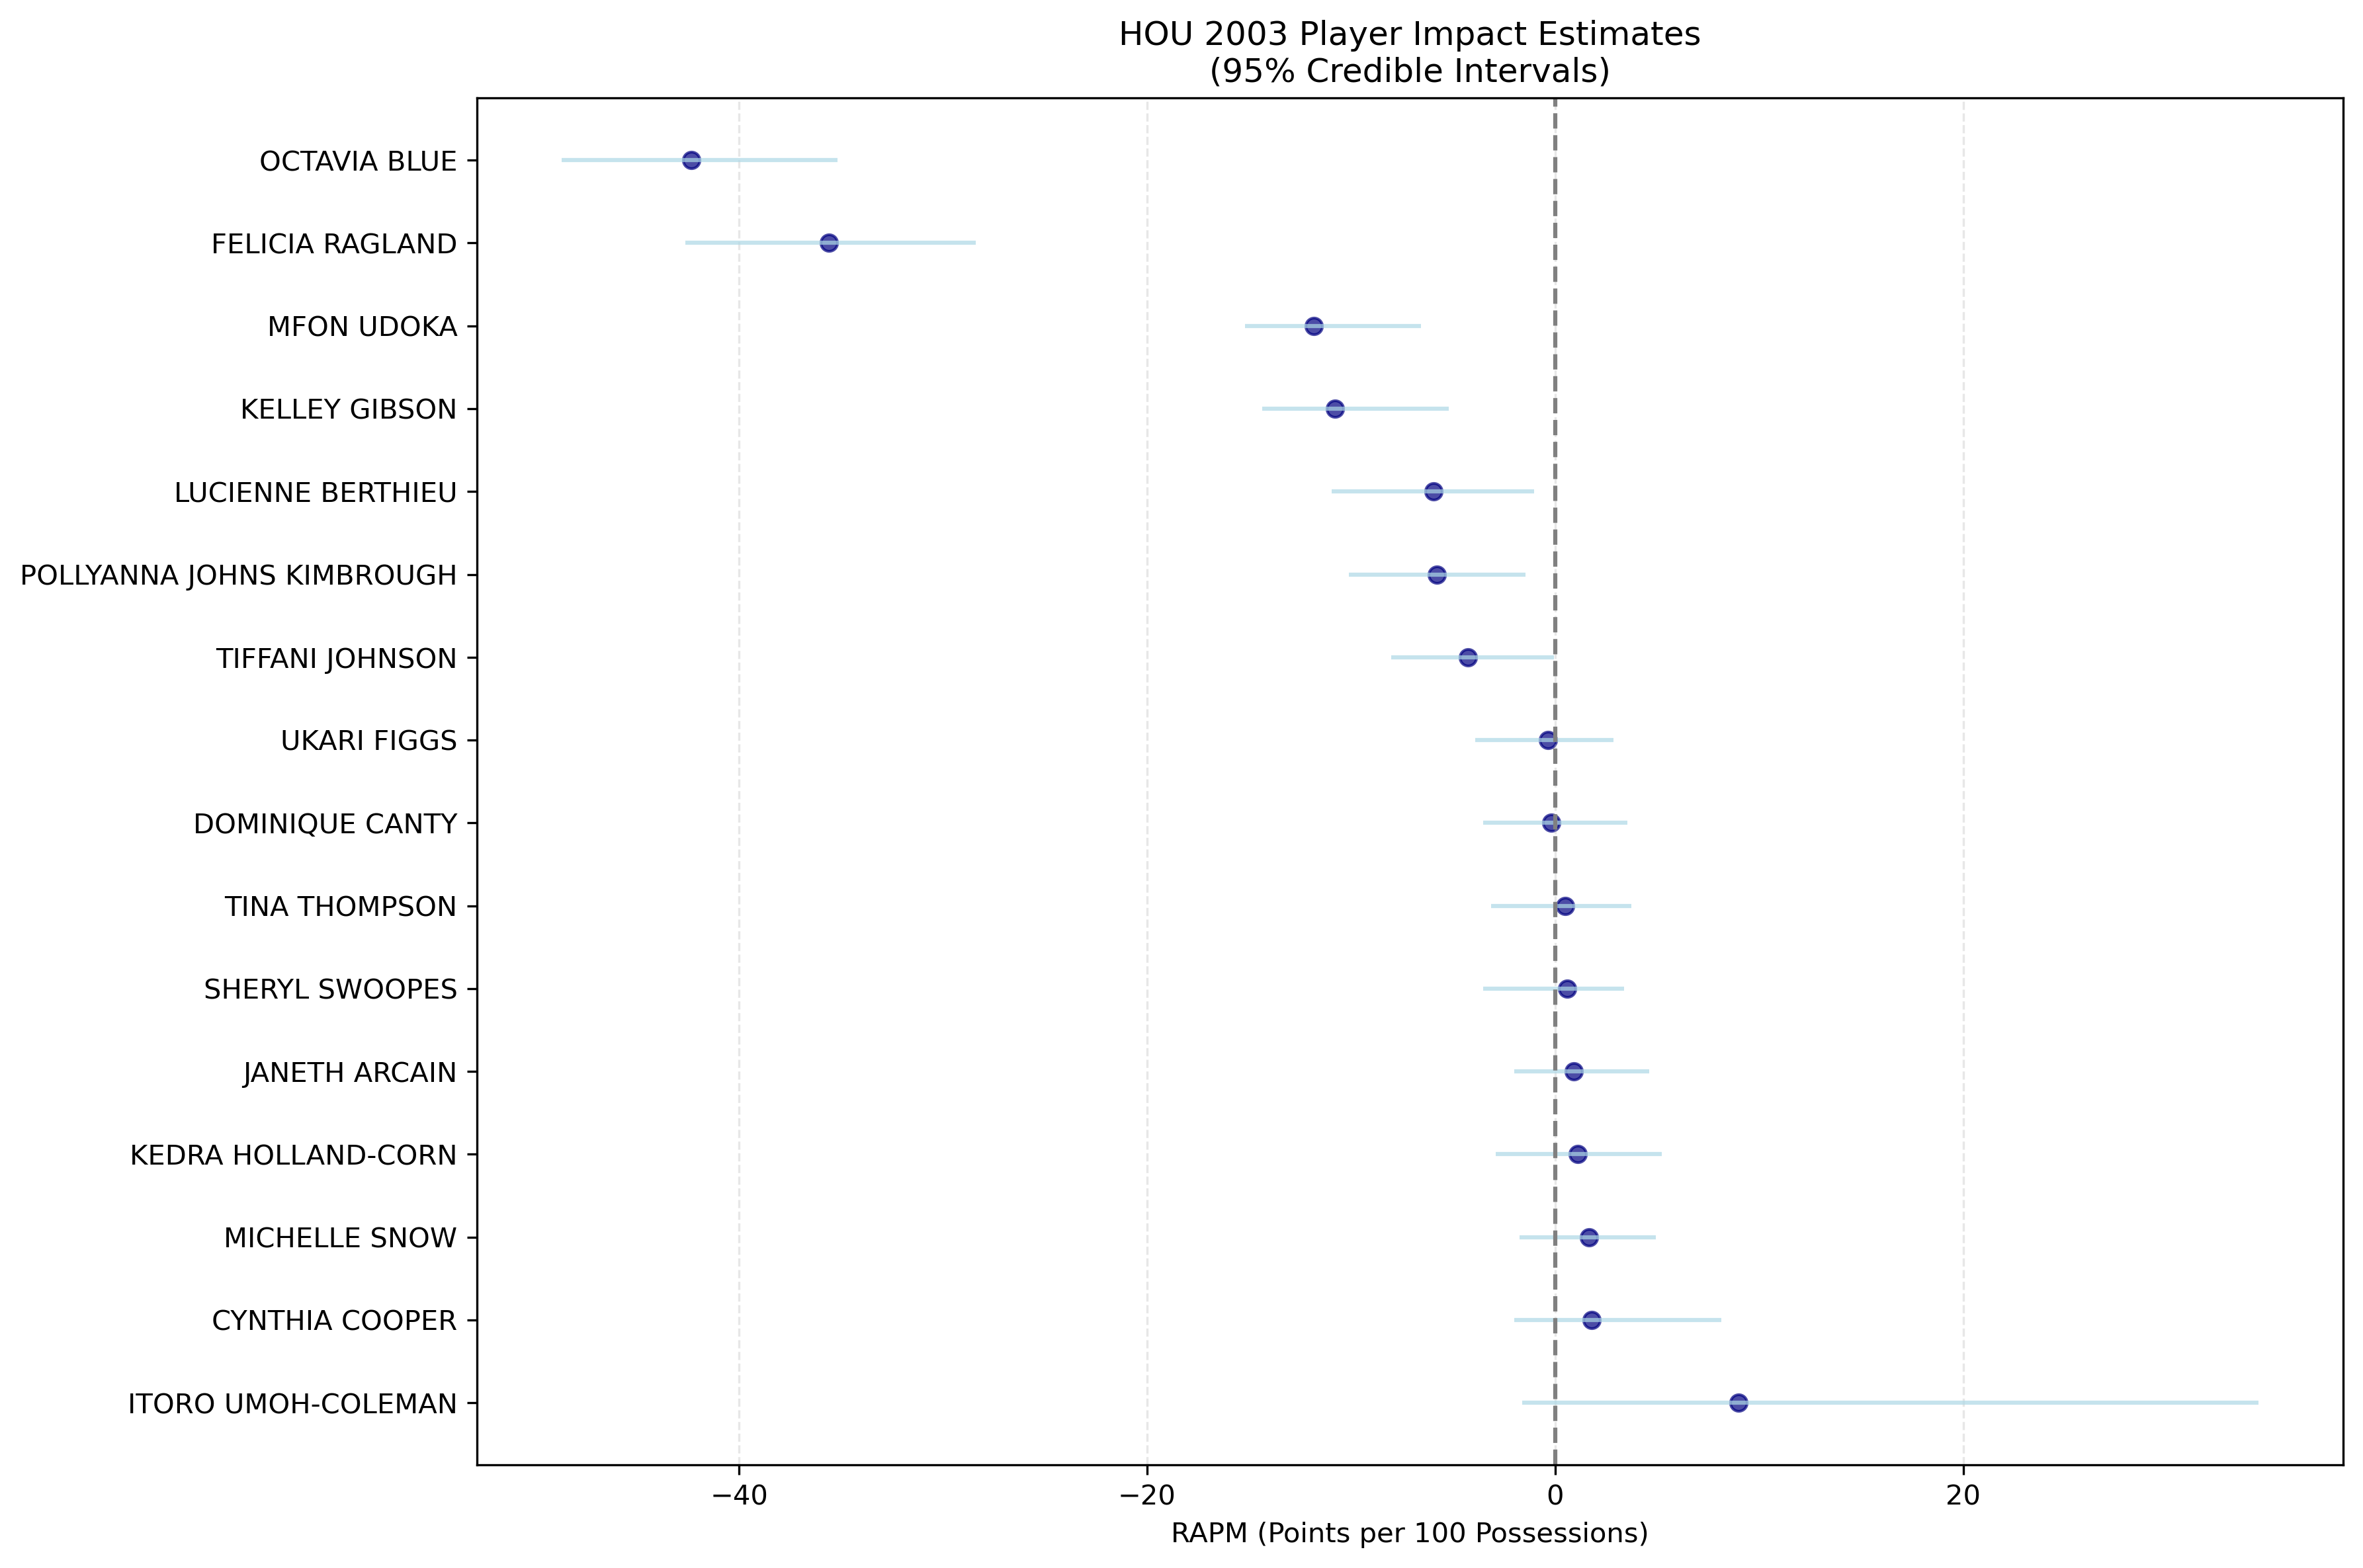 HOU 2003 Player Impact Estimates
(95% Credible Intervals)
OCTAVIA BLUE
FELICIA RAGLAND
MFON UDOKA
KELLEY GIBSON
LUCIENNE BERTHIEU
POLLYANNA JOHNS KIMBROUGH
TIFFANI JOHNSON
UKARI FIGGS
DOMINIQUE CANTY
TINA THOMPSON
SHERYL SWOOPES
JANETH ARCAIN
KEDRA HOLLAND-CORN
MICHELLE SNOW
CYNTHIA COOPER
ITORO UMOH-COLEMAN
−40 −20 0 20
RAPM (Points per 100 Possessions)